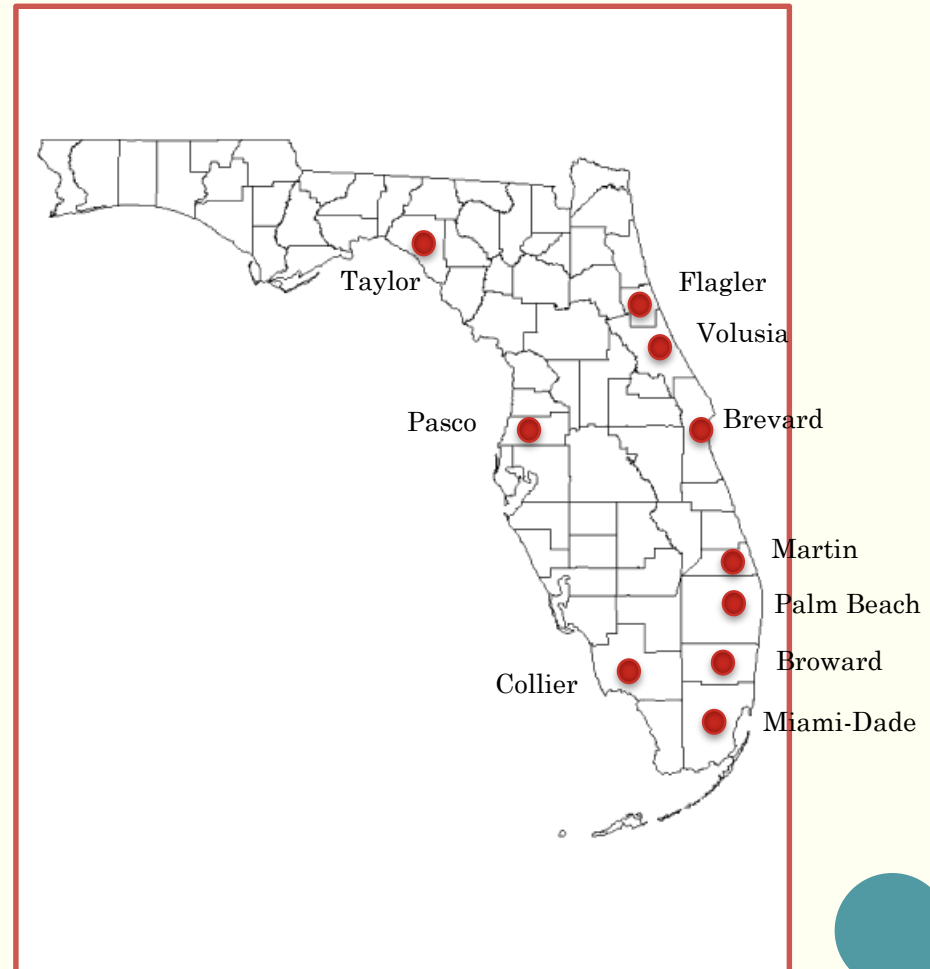 Taylor
Flagler
Volusia
Pasco
Brevard
Martin
Palm Beach
Broward
Collier
Miami-Dade